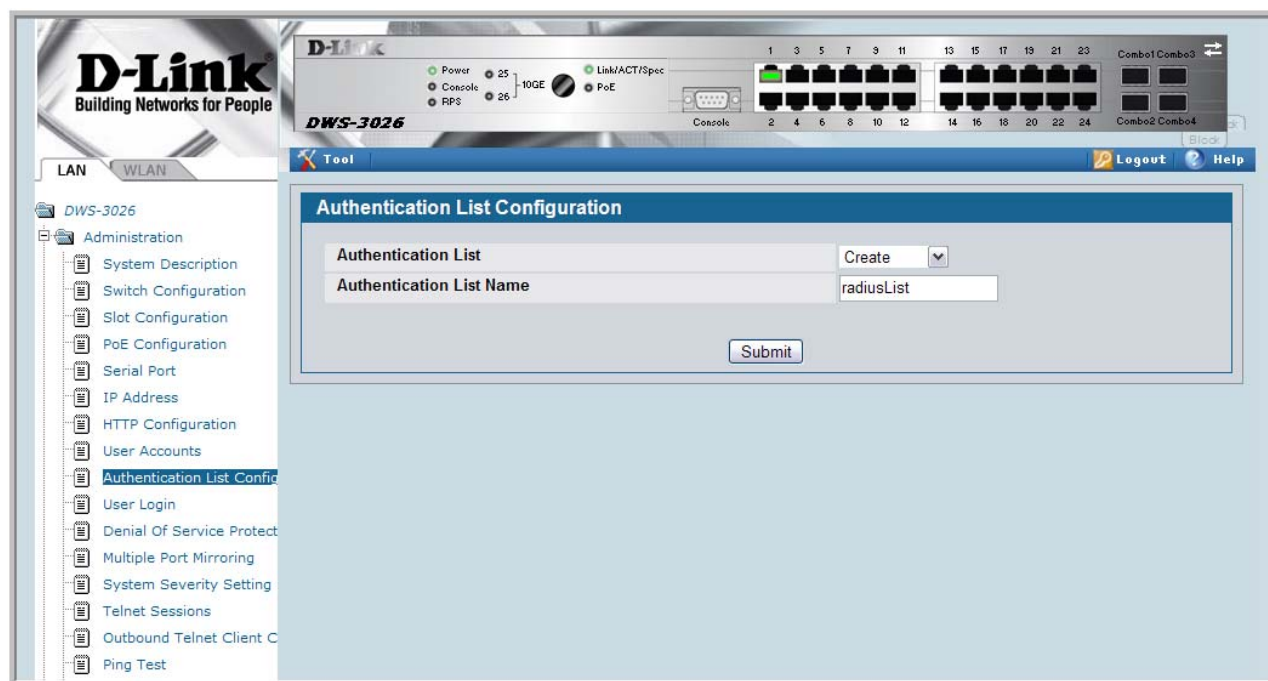 D-Link
Building Networks for People
D-Link
Power
Console
RPS
25
26
10GE
Link/ACT/Spec
PoE
DWS-3026
Console
1 3 5 7 9 11 13 15 17 19 21 23
2 4 6 8 10 12 14 16 18 20 22 24
Combo1 Combo3
Combo2 Combo4
Block
Tool
Logout
Help
LAN
WLAN
DWS-3026
Administration
System Description
Switch Configuration
Slot Configuration
PoE Configuration
Serial Port
IP Address
HTTP Configuration
User Accounts
Authentication List Config
User Login
Denial Of Service Protect
Multiple Port Mirroring
System Severity Setting
Telnet Sessions
Outbound Telnet Client C
Ping Test
Authentication List Configuration
Authentication List
Create
Authentication List Name
radiusList
Submit